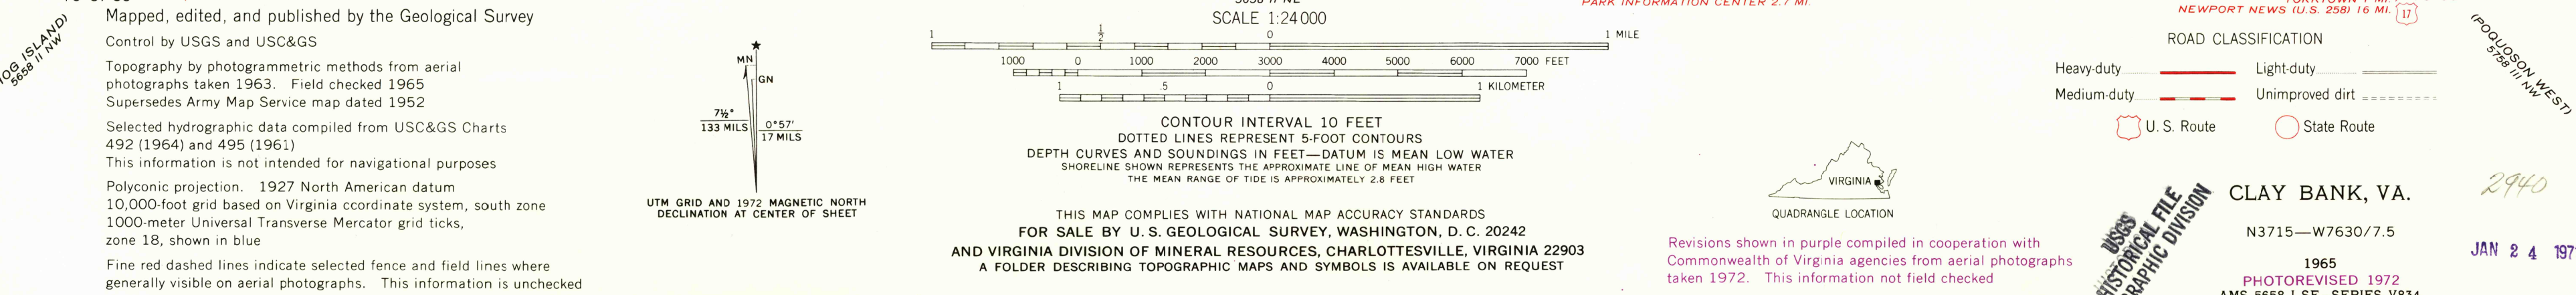 Mapped, edited, and published by the Geological Survey
Control by USGS and USC&GS
Topography by photogrammetric methods from aerial
photographs taken 1963. Field checked 1965
Supersedes Army Map Service map dated 1952
Selected hydrographic data compiled from USC&GS Charts
492 (1964) and 495 (1961)
This information is not intended for navigational purposes
Polyconic projection. 1927 North American datum
10,000-foot grid based on Virginia coordinate system, south zone
1000-meter Universal Transverse Mercator grid ticks,
zone 18, shown in blue
Fine red dashed lines indicate selected fence and field lines where
generally visible on aerial photographs. This information is unchecked
5658 II NW
MN
GN
7½°
133 MILS
0°57'
17 MILS
UTM GRID AND 1972 MAGNETIC NORTH
DECLINATION AT CENTER OF SHEET
SCALE 1:24 000
1 ½ 0 1 MILE
1000 0 1000 2000 3000 4000 5000 6000 7000 FEET
1 .5 0 1 KILOMETER
CONTOUR INTERVAL 10 FEET
DOTTED LINES REPRESENT 5-FOOT CONTOURS
DEPTH CURVES AND SOUNDINGS IN FEET—DATUM IS MEAN LOW WATER
SHORELINE SHOWN REPRESENTS THE APPROXIMATE LINE OF MEAN HIGH WATER
THE MEAN RANGE OF TIDE IS APPROXIMATELY 2.8 FEET
THIS MAP COMPLIES WITH NATIONAL MAP ACCURACY STANDARDS
FOR SALE BY U. S. GEOLOGICAL SURVEY, WASHINGTON, D. C. 20242
AND VIRGINIA DIVISION OF MINERAL RESOURCES, CHARLOTTESVILLE, VIRGINIA 22903
A FOLDER DESCRIBING TOPOGRAPHIC MAPS AND SYMBOLS IS AVAILABLE ON REQUEST
PARK INFORMATION CENTER 2.7 MI.
VIRGINIA
QUADRANGLE LOCATION
Revisions shown in purple compiled in cooperation with
Commonwealth of Virginia agencies from aerial photographs
taken 1972. This information not field checked
NEWPORT NEWS (U.S. 258) 16 MI.
17
ROAD CLASSIFICATION
Heavy-duty Light-duty
Medium-duty Unimproved dirt
U. S. Route State Route
(POQUOSON WEST)
5758 III NW
USGS
HISTORICAL FILE
CLAY BANK, VA.
N3715—W7630/7.5
1965
PHOTOREVISED 1972
2940
JAN 2 4 197